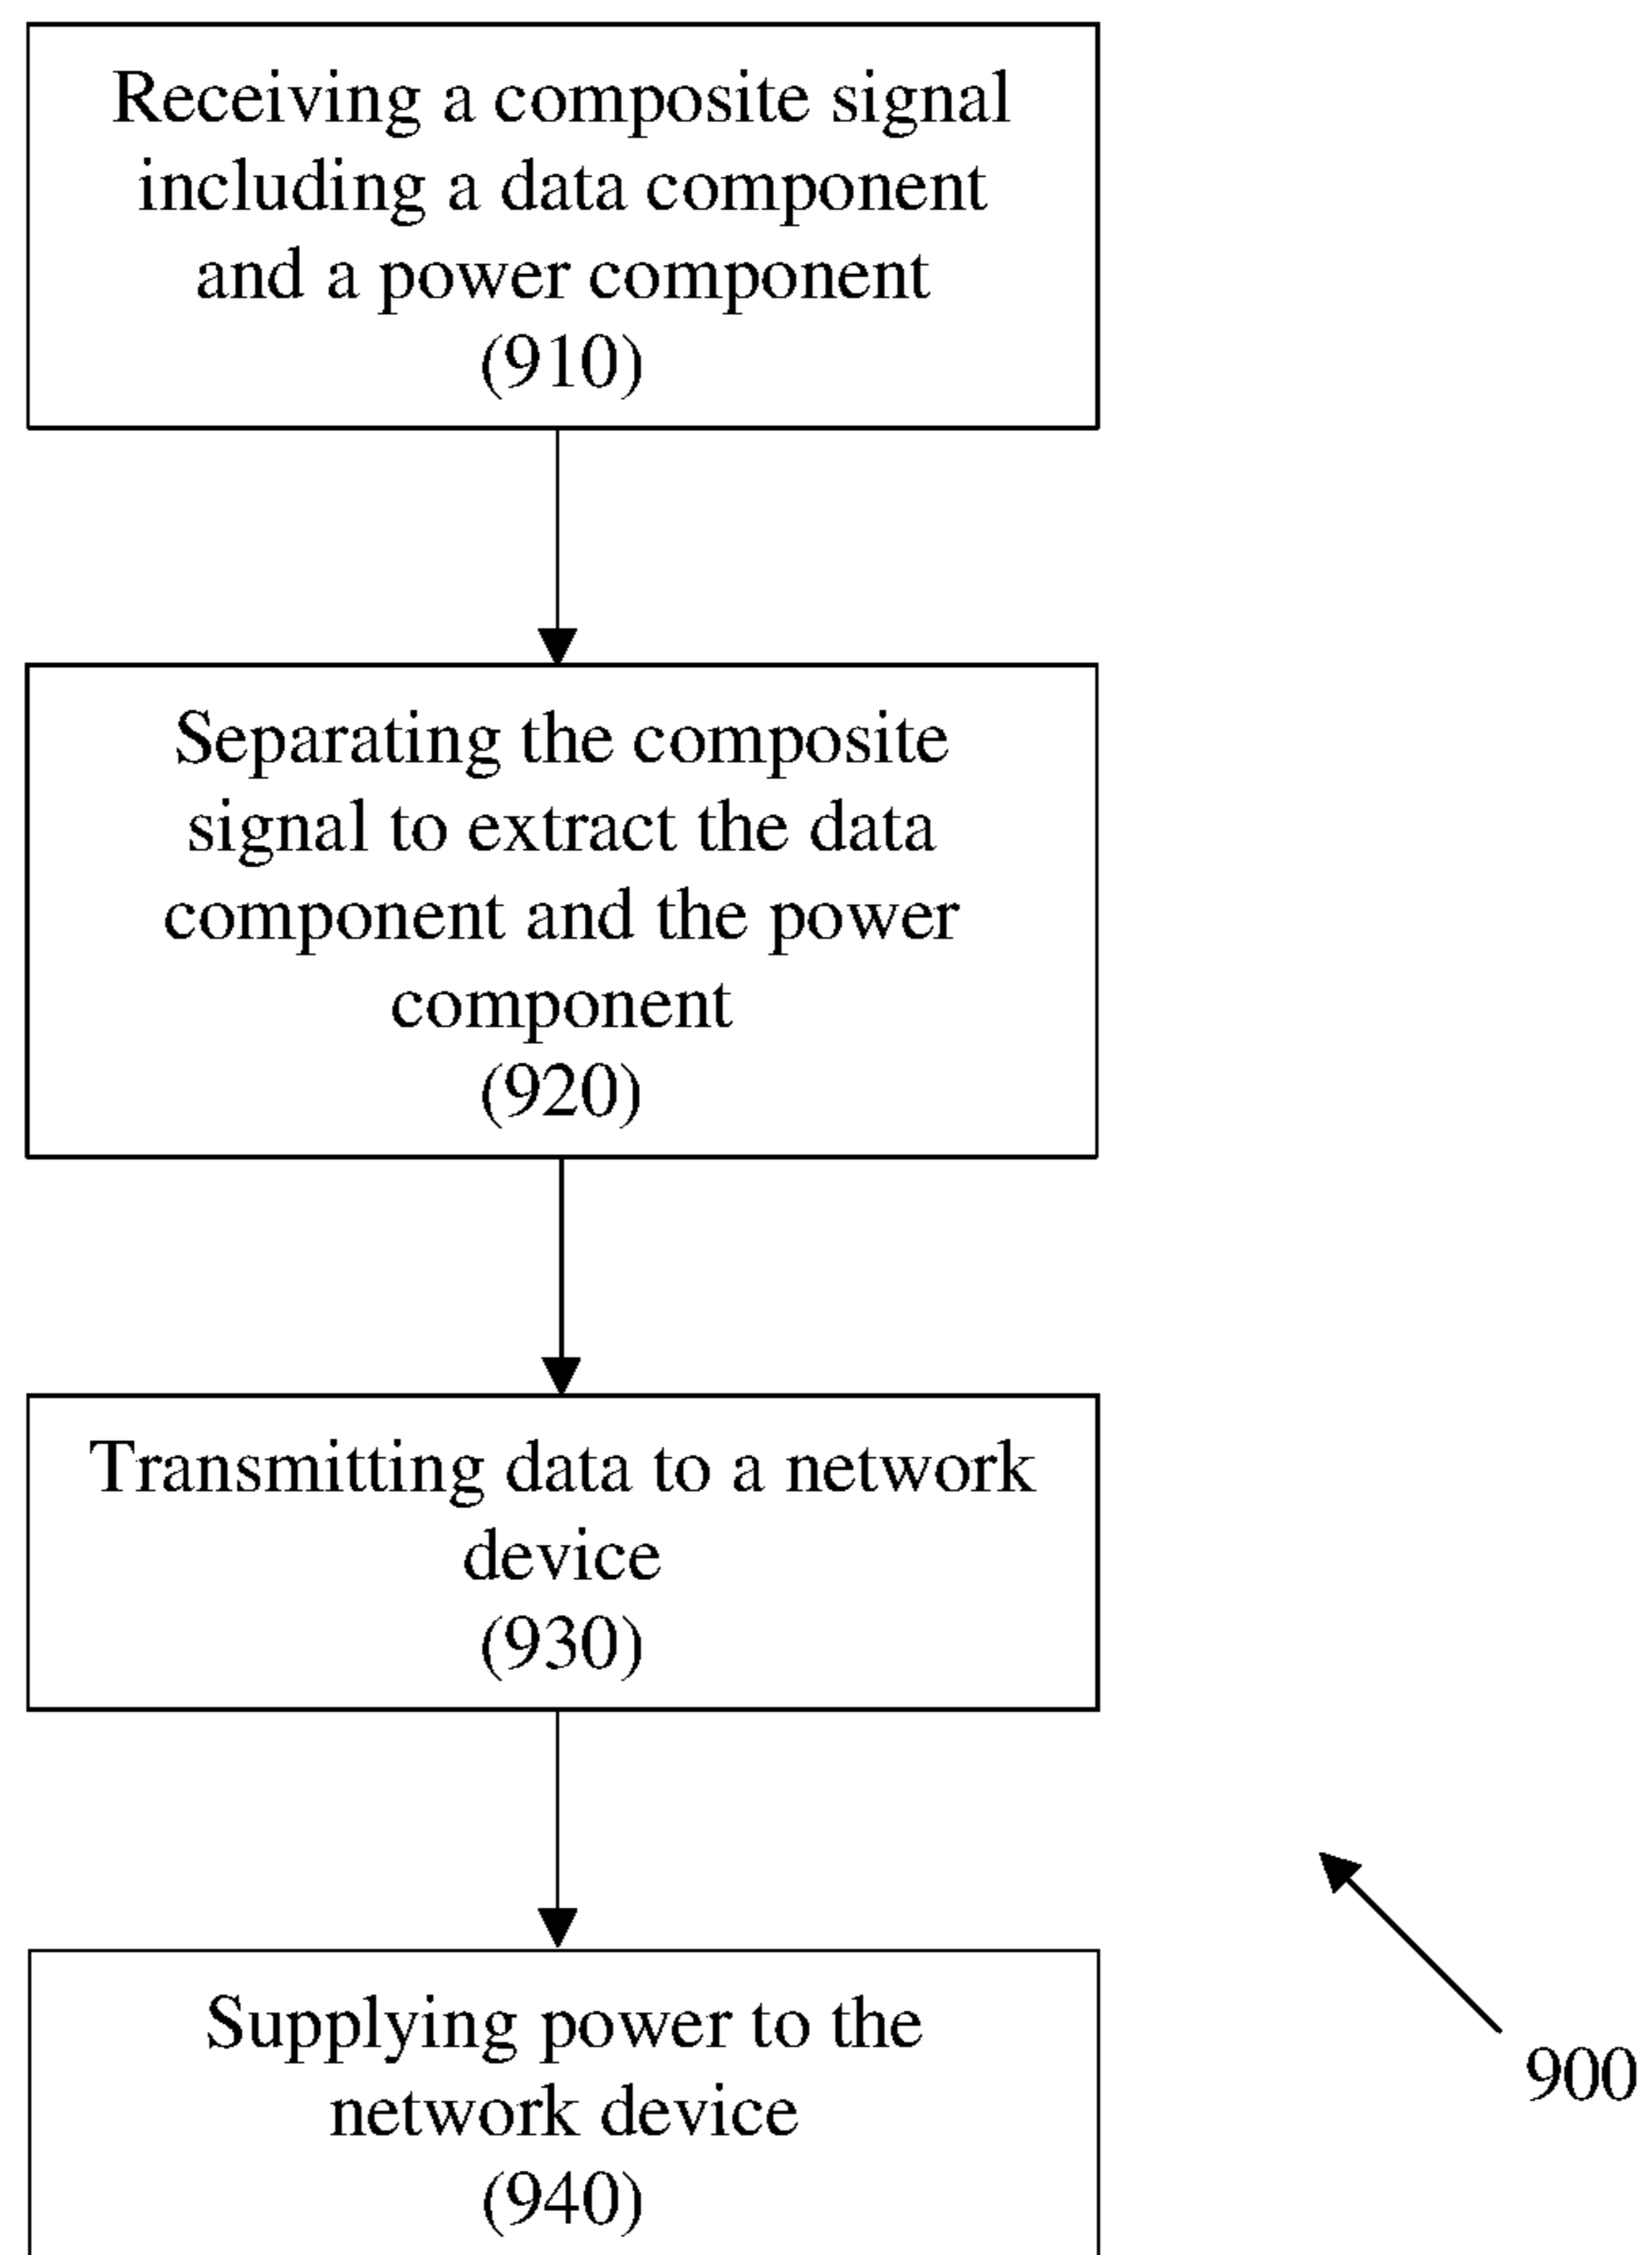 Receiving a composite signal
including a data component
and a power component
(910)
Separating the composite
signal to extract the data
component and the power
component
(920)
Transmitting data to a network
device
(930)
Supplying power to the
network device
(940)
900